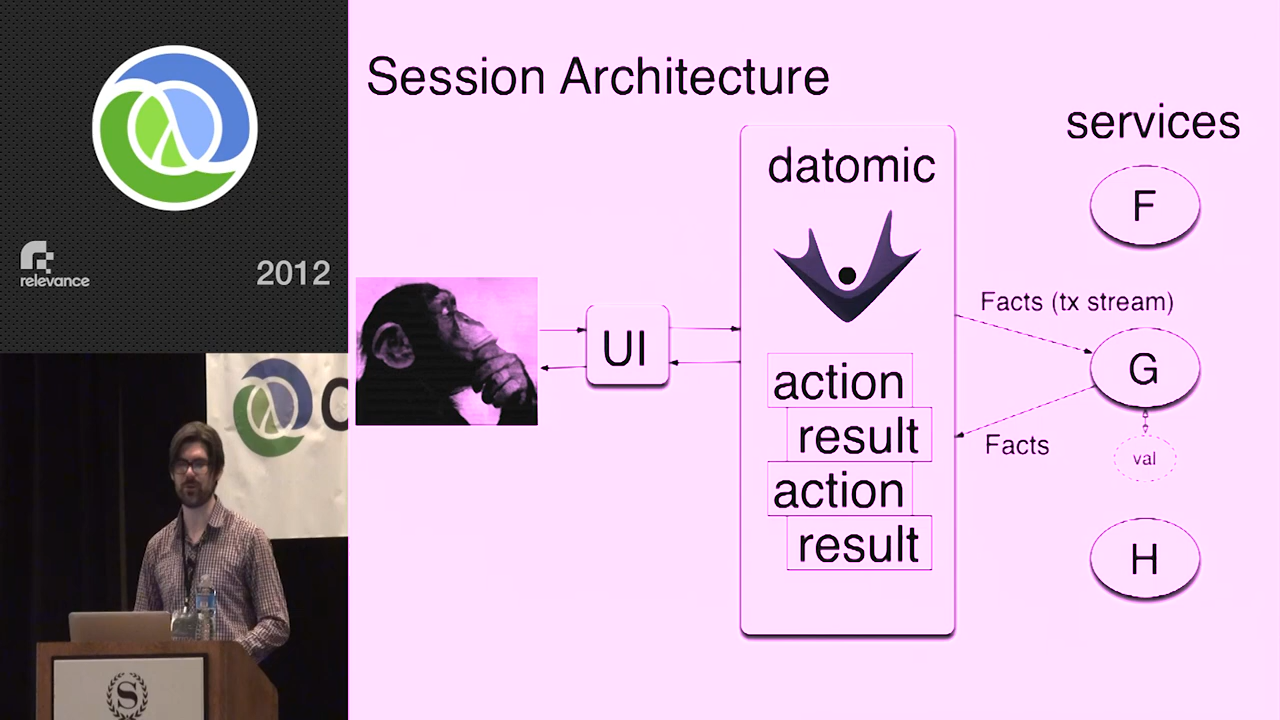 relevance
2012
Session Architecture
services
datomic
F
Facts (tx stream)
UI
G
action
result
Facts
val
action
result
H
C
S